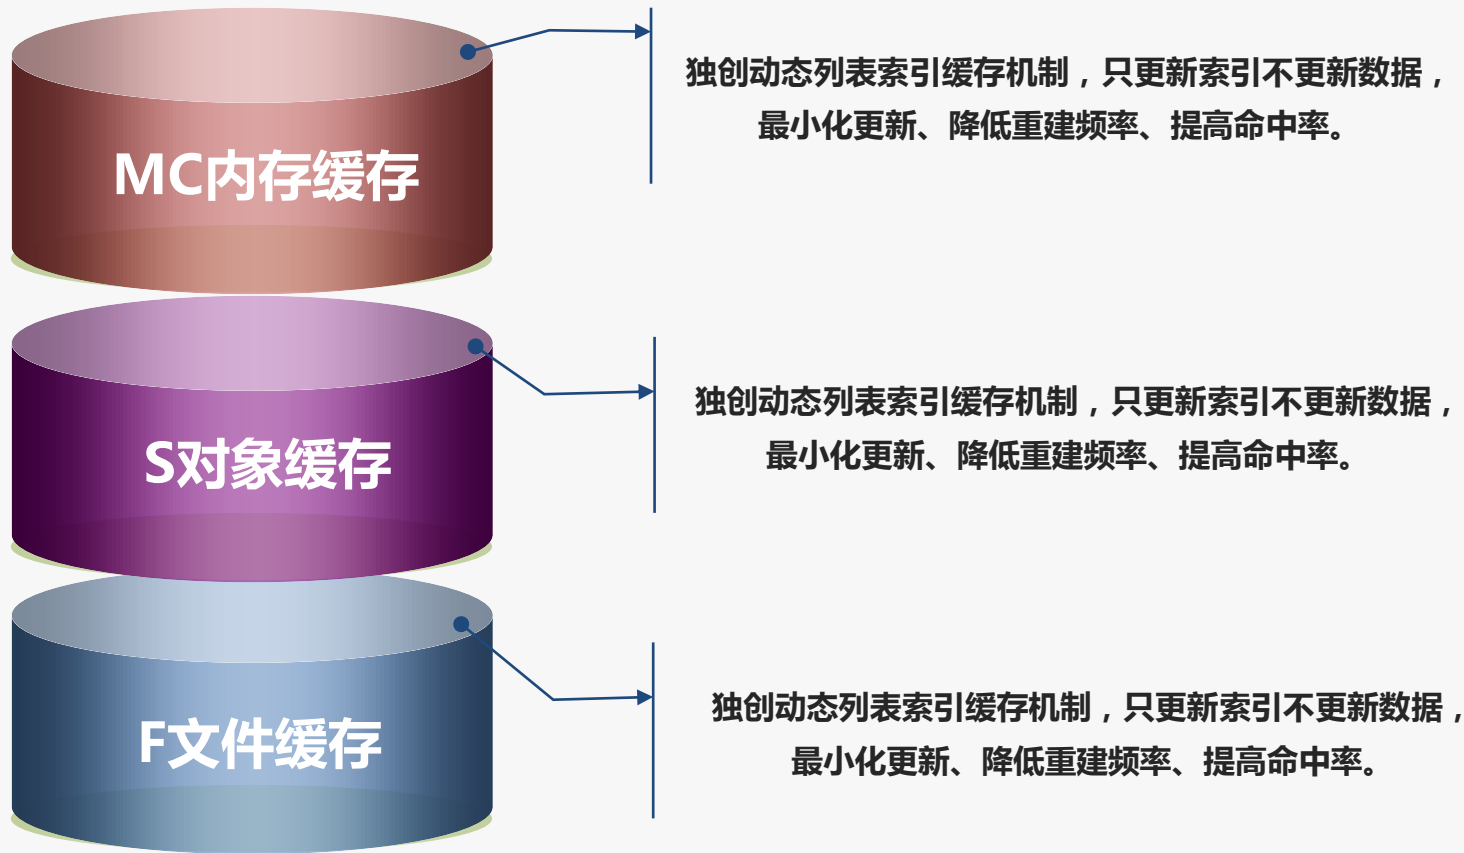 MC内存缓存
独创动态列表索引缓存机制，只更新索引不更新数据，
最小化更新、降低重建频率、提高命中率。
S对象缓存
独创动态列表索引缓存机制，只更新索引不更新数据，
最小化更新、降低重建频率、提高命中率。
F文件缓存
独创动态列表索引缓存机制，只更新索引不更新数据，
最小化更新、降低重建频率、提高命中率。